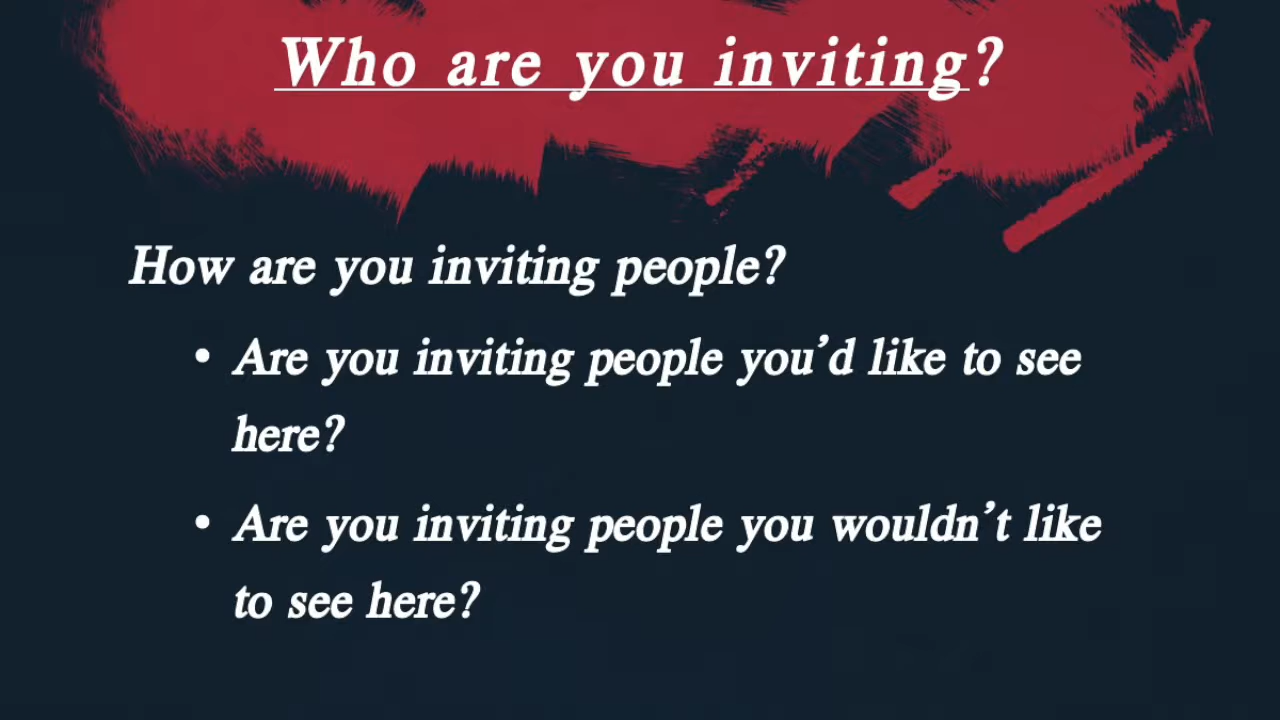 Who are you inviting?
How are you inviting people?
• Are you inviting people you’d like to see
here?
• Are you inviting people you wouldn’t like
to see here?